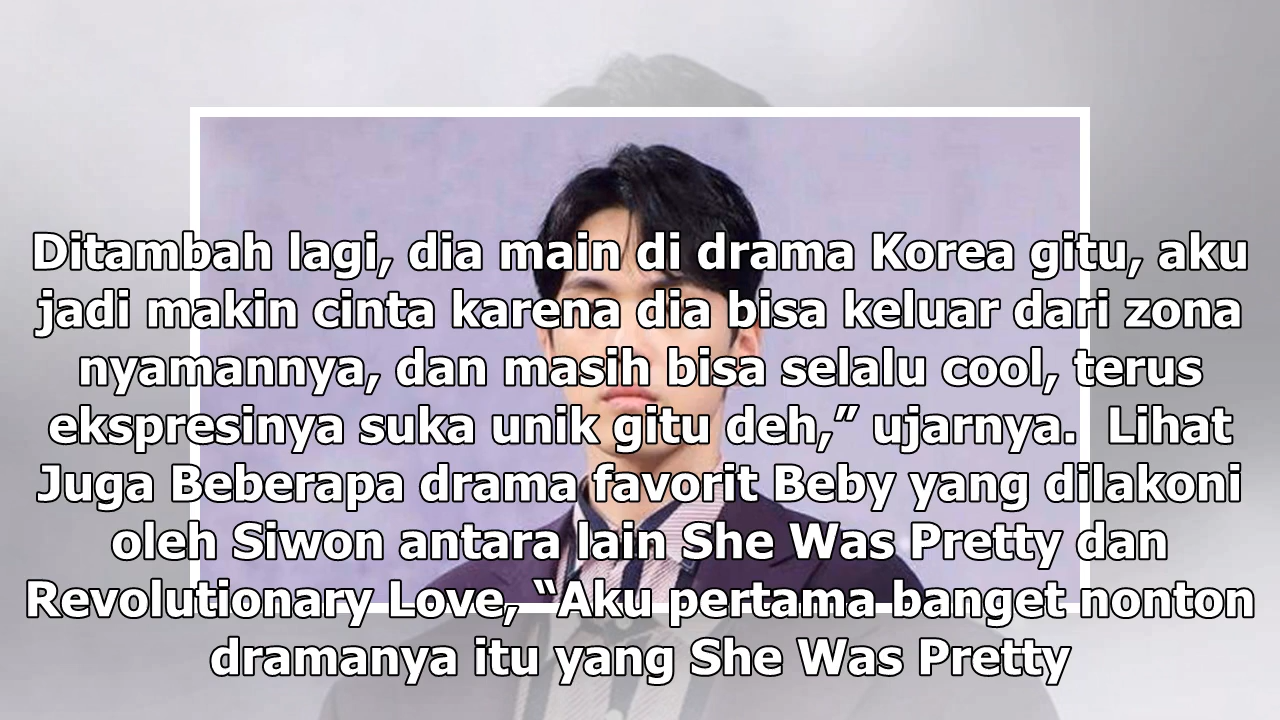 Ditambah lagi, dia main di drama Korea gitu, aku
jadi makin cinta karena dia bisa keluar dari zona
nyamannya, dan masih bisa selalu cool, terus
ekspresinya suka unik gitu deh,” ujarnya.  Lihat
Juga Beberapa drama favorit Beby yang dilakoni
oleh Siwon antara lain She Was Pretty dan
Revolutionary Love, “Aku pertama banget nonton
dramanya itu yang She Was Pretty